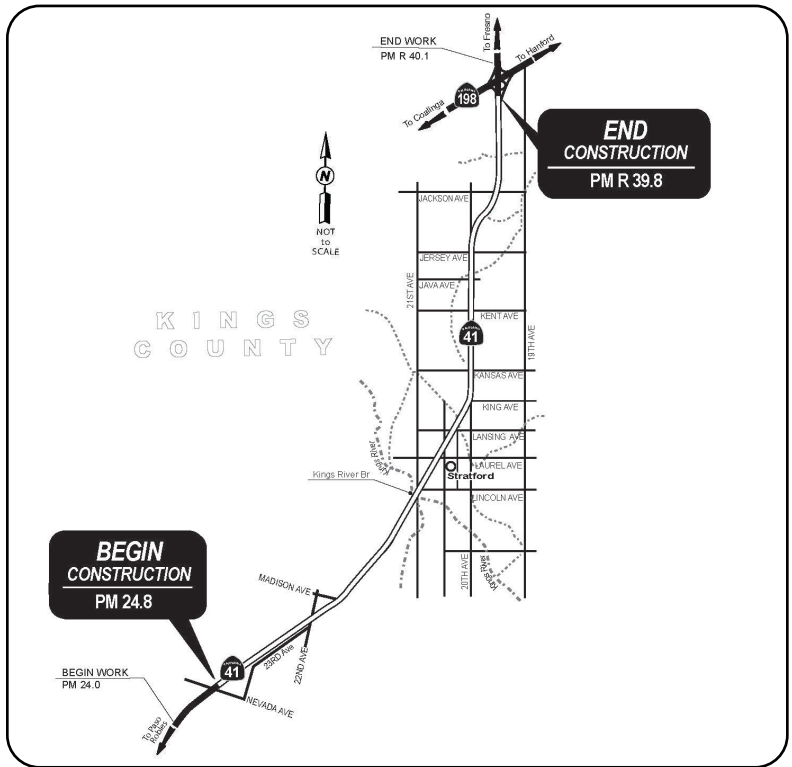 To Fresno
END WORK
PM R 40.1
To Hanford
198
To Coalinga
END
CONSTRUCTION
PM R 39.8
N
NOT
to
SCALE
JACKSON AVE
JERSEY AVE
JAVA AVE
21ST AVE
KENT AVE
KINGS
COUNTY
41
19TH AVE
KANSAS AVE
KING AVE
LANSING AVE
Kings River
LAUREL AVE
Kings River Br
Stratford
LINCOLN AVE
BEGIN
CONSTRUCTION
PM 24.8
20TH AVE
Kings River
MADISON AVE
23RD Ave
22ND AVE
41
BEGIN WORK
PM 24.0
NEVADA AVE
To Paso
Robles